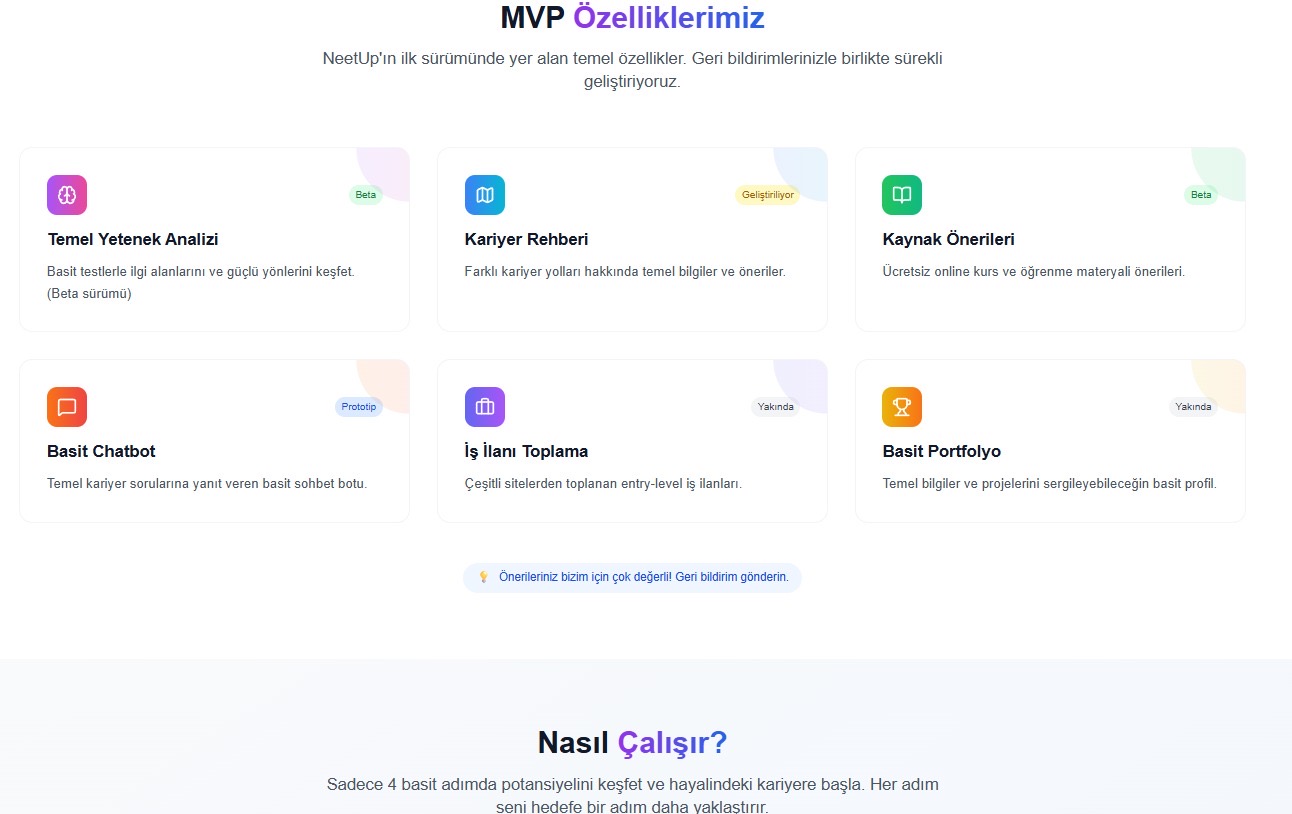 MVP Özelliklerimiz
NeetUp'ın ilk sürümünde yer alan temel özellikler. Geri bildirimlerinizle birlikte sürekli
geliştiriyoruz.
Beta
Temel Yetenek Analizi
Basit testlerle ilgi alanlarını ve güçlü yönlerini keşfet.
(Beta sürümü)
Geliştiriliyor
Kariyer Rehberi
Farklı kariyer yolları hakkında temel bilgiler ve öneriler.
Beta
Kaynak Önerileri
Ücretsiz online kurs ve öğrenme materyali önerileri.
Prototip
Basit Chatbot
Temel kariyer sorularına yanıt veren basit sohbet botu.
Yakında
İş İlanı Toplama
Çeşitli sitelerden toplanan entry-level iş ilanları.
Yakında
Basit Portfolyo
Temel bilgiler ve projelerini sergileyebileceğin basit profil.
💡 Önerileriniz bizim için çok değerli! Geri bildirim gönderin.
Nasıl Çalışır?
Sadece 4 basit adımda potansiyelini keşfet ve hayalindeki kariyere başla. Her adım
seni hedefe bir adım daha yaklaştırır.